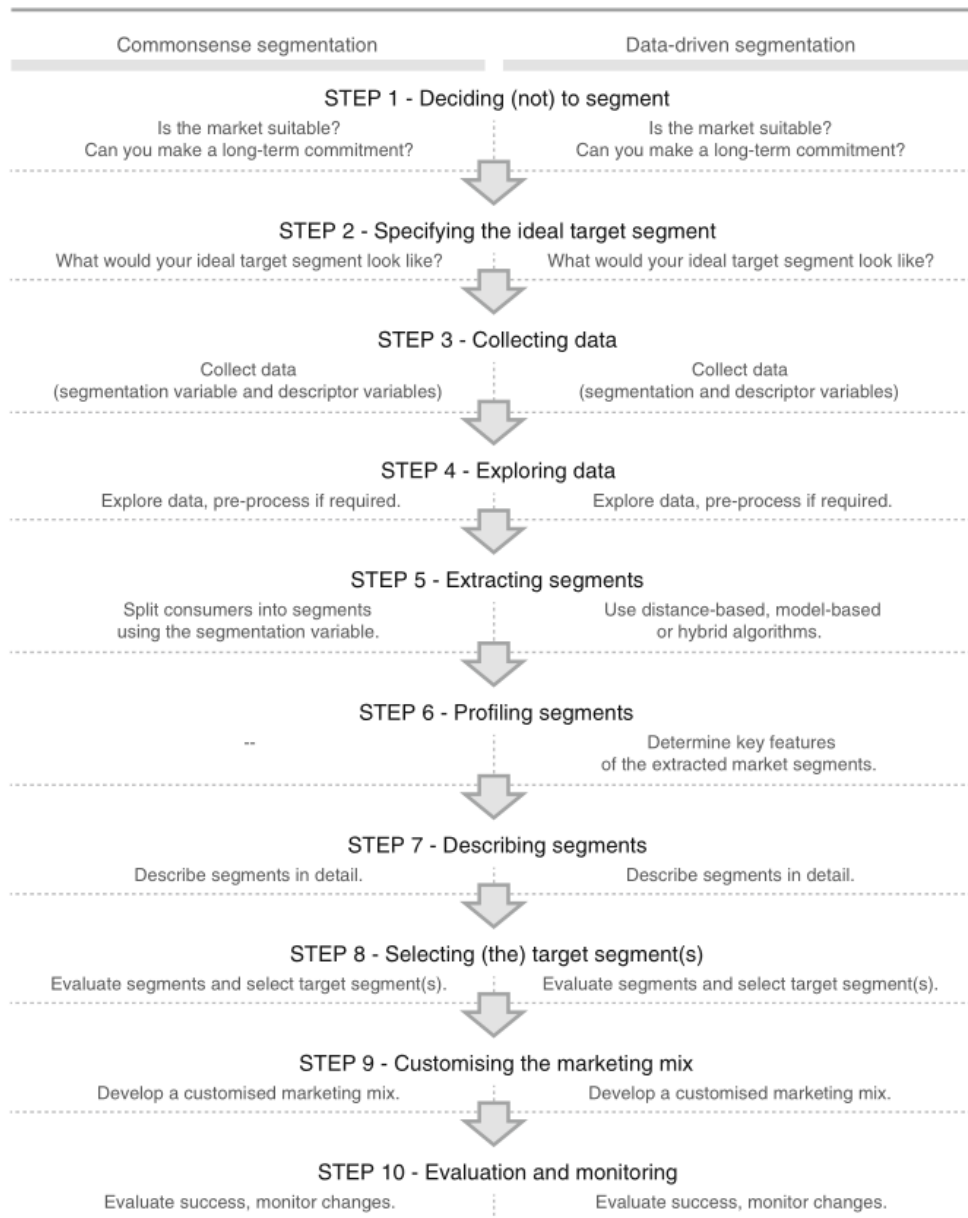 Commonsense segmentation
Data-driven segmentation
STEP 1 - Deciding (not) to segment
Is the market suitable?
Can you make a long-term commitment?
Is the market suitable?
Can you make a long-term commitment?
STEP 2 - Specifying the ideal target segment
What would your ideal target segment look like?
What would your ideal target segment look like?
STEP 3 - Collecting data
Collect data
(segmentation variable and descriptor variables)
Collect data
(segmentation and descriptor variables)
STEP 4 - Exploring data
Explore data, pre-process if required.
Explore data, pre-process if required.
STEP 5 - Extracting segments
Split consumers into segments
using the segmentation variable.
Use distance-based, model-based
or hybrid algorithms.
STEP 6 - Profiling segments
--
Determine key features
of the extracted market segments.
STEP 7 - Describing segments
Describe segments in detail.
Describe segments in detail.
STEP 8 - Selecting (the) target segment(s)
Evaluate segments and select target segment(s).
Evaluate segments and select target segment(s).
STEP 9 - Customising the marketing mix
Develop a customised marketing mix.
Develop a customised marketing mix.
STEP 10 - Evaluation and monitoring
Evaluate success, monitor changes.
Evaluate success, monitor changes.